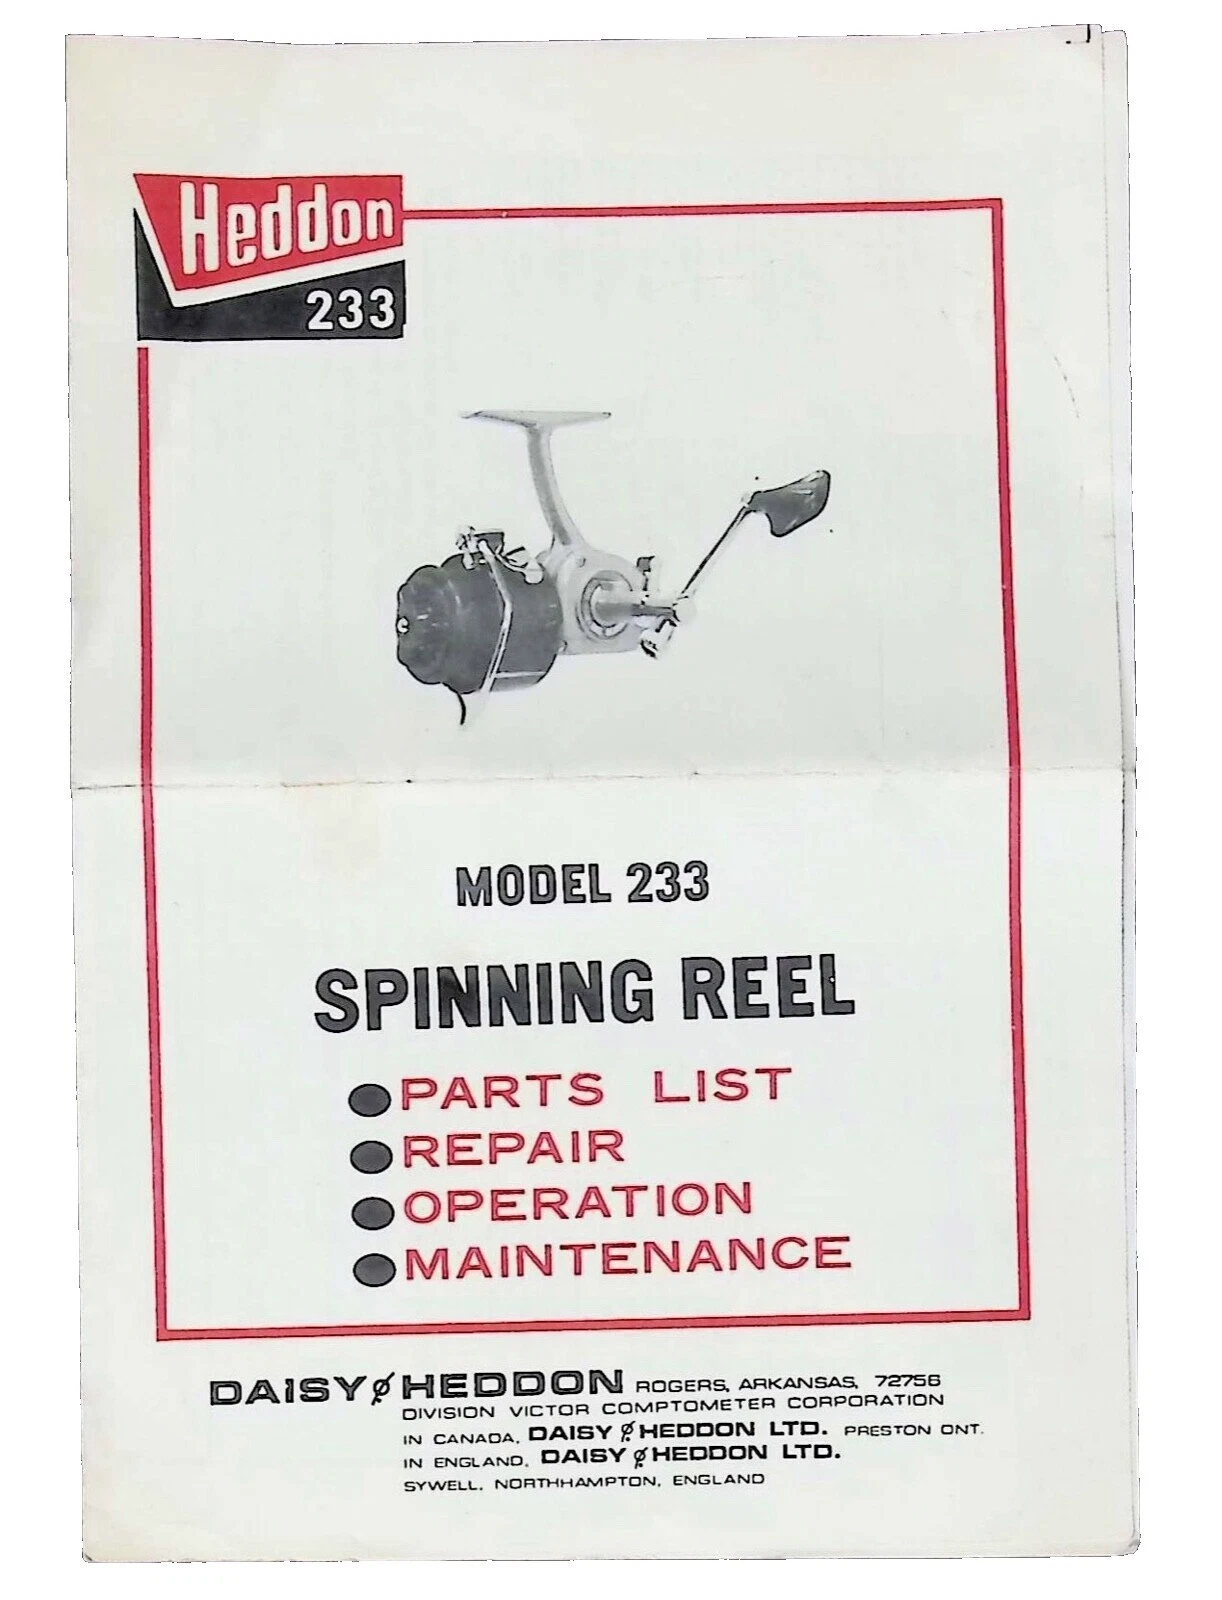 Heddon
233
MODEL 233
SPINNING REEL
●PARTS LIST
●REPAIR
●OPERATION
●MAINTENANCE
DAISY & HEDDON ROGERS, ARKANSAS, 72756
DIVISION VICTOR COMPTOMETER CORPORATION
IN CANADA, DAISY & HEDDON LTD. PRESTON ONT.
IN ENGLAND, DAISY & HEDDON LTD.
SYWELL, NORTHHAMPTON, ENGLAND